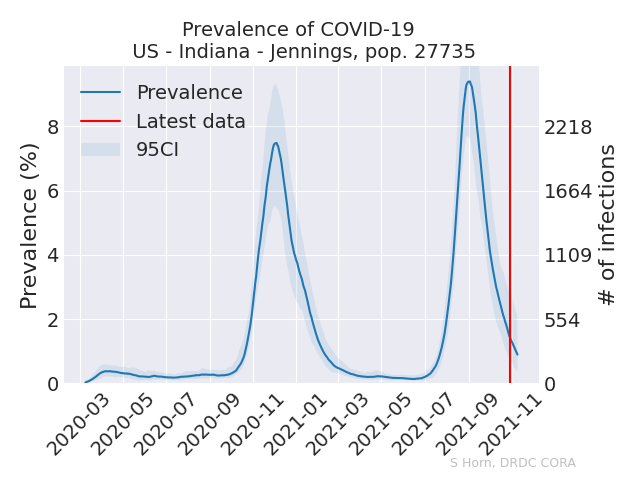 Prevalence of COVID-19
US - Indiana - Jennings, pop. 27735
Prevalence
Latest data
95CI
Prevalence (%)
8
6
4
2
0
2218
1664
1109
554
0
# of infections
2020-03
2020-05
2020-07
2020-09
2020-11
2021-01
2021-03
2021-05
2021-07
2021-09
2021-11
S Horn, DRDC CORA